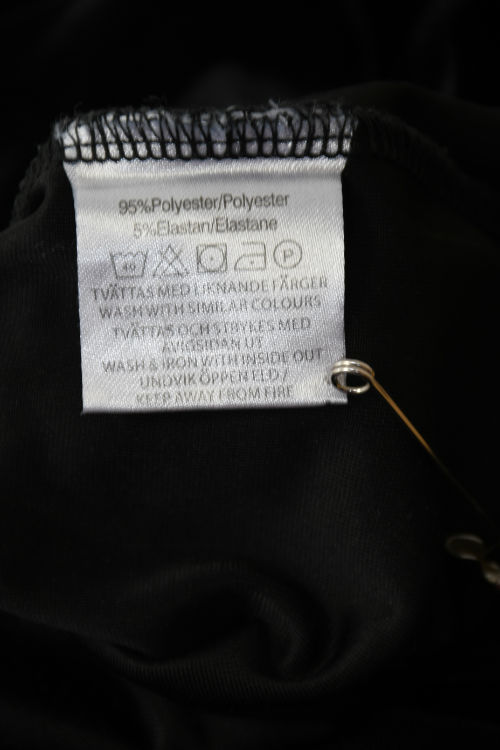 95%Polyester/Polyester
5%Elastan/Elastane
40 P
TVÄTTAS MED LIKNANDE FÄRGER
WASH WITH SIMILAR COLOURS
TVÄTTAS OCH STRYKES MED
AVIGSIDAN UT
WASH & IRON WITH INSIDE OUT
UNDVIK ÖPPEN ELD /
KEEP AWAY FROM FIRE